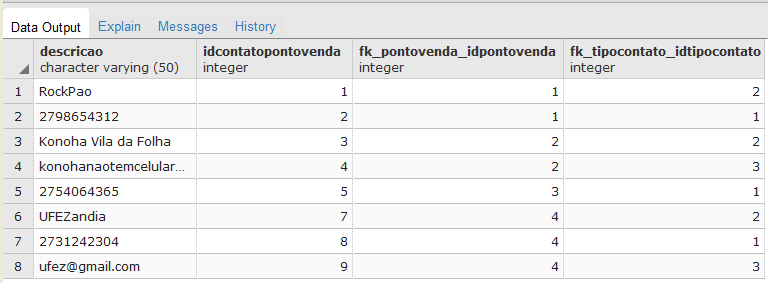 Data Output Explain Messages History
descricao idcontatopontovenda fk_pontovenda_idpontovenda fk_tipocontato_idtipocontato
character varying (50) integer integer integer
1 RockPao 1 1 2
2 2798654312 2 1 1
3 Konoha Vila da Folha 3 2 2
4 konohanaotemcelular... 4 2 3
5 2754064365 5 3 1
6 UFEZandia 7 4 2
7 2731242304 8 4 1
8 ufez@gmail.com 9 4 3